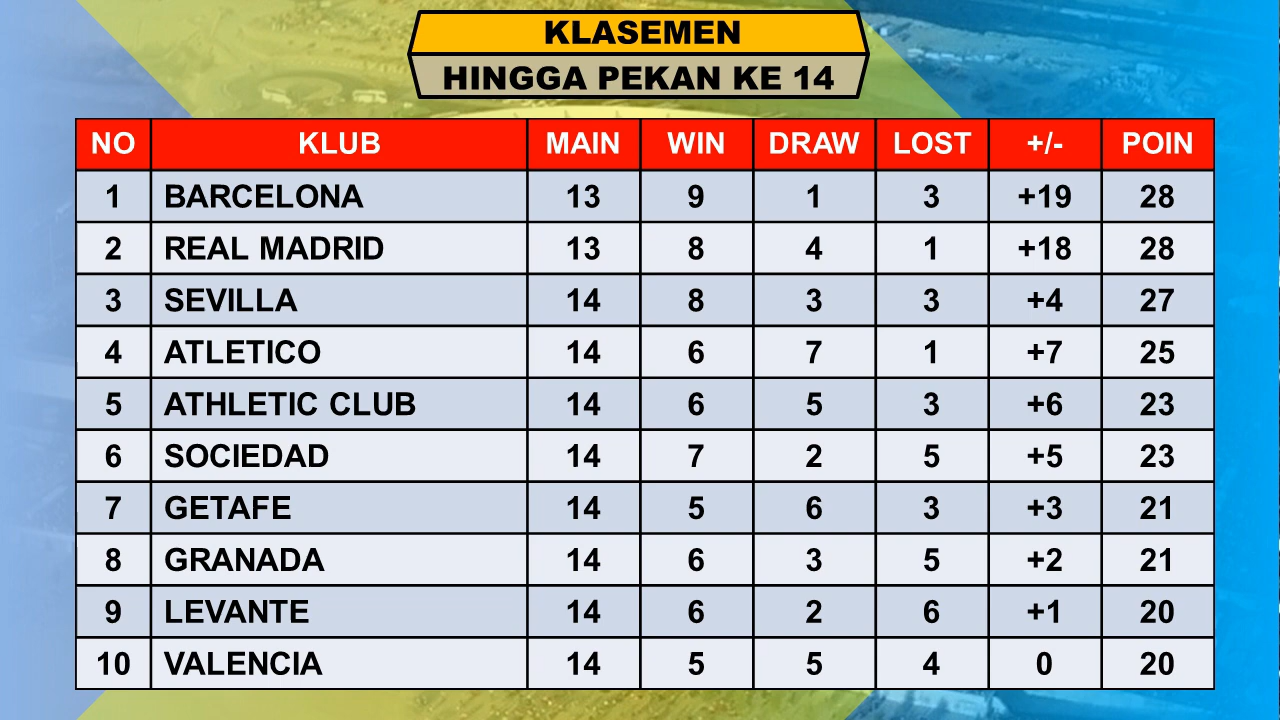 KLASEMEN
HINGGA PEKAN KE 14
NO KLUB MAIN WIN DRAW LOST +/- POIN
1 BARCELONA 13 9 1 3 +19 28
2 REAL MADRID 13 8 4 1 +18 28
3 SEVILLA 14 8 3 3 +4 27
4 ATLETICO 14 6 7 1 +7 25
5 ATHLETIC CLUB 14 6 5 3 +6 23
6 SOCIEDAD 14 7 2 5 +5 23
7 GETAFE 14 5 6 3 +3 21
8 GRANADA 14 6 3 5 +2 21
9 LEVANTE 14 6 2 6 +1 20
10 VALENCIA 14 5 5 4 0 20